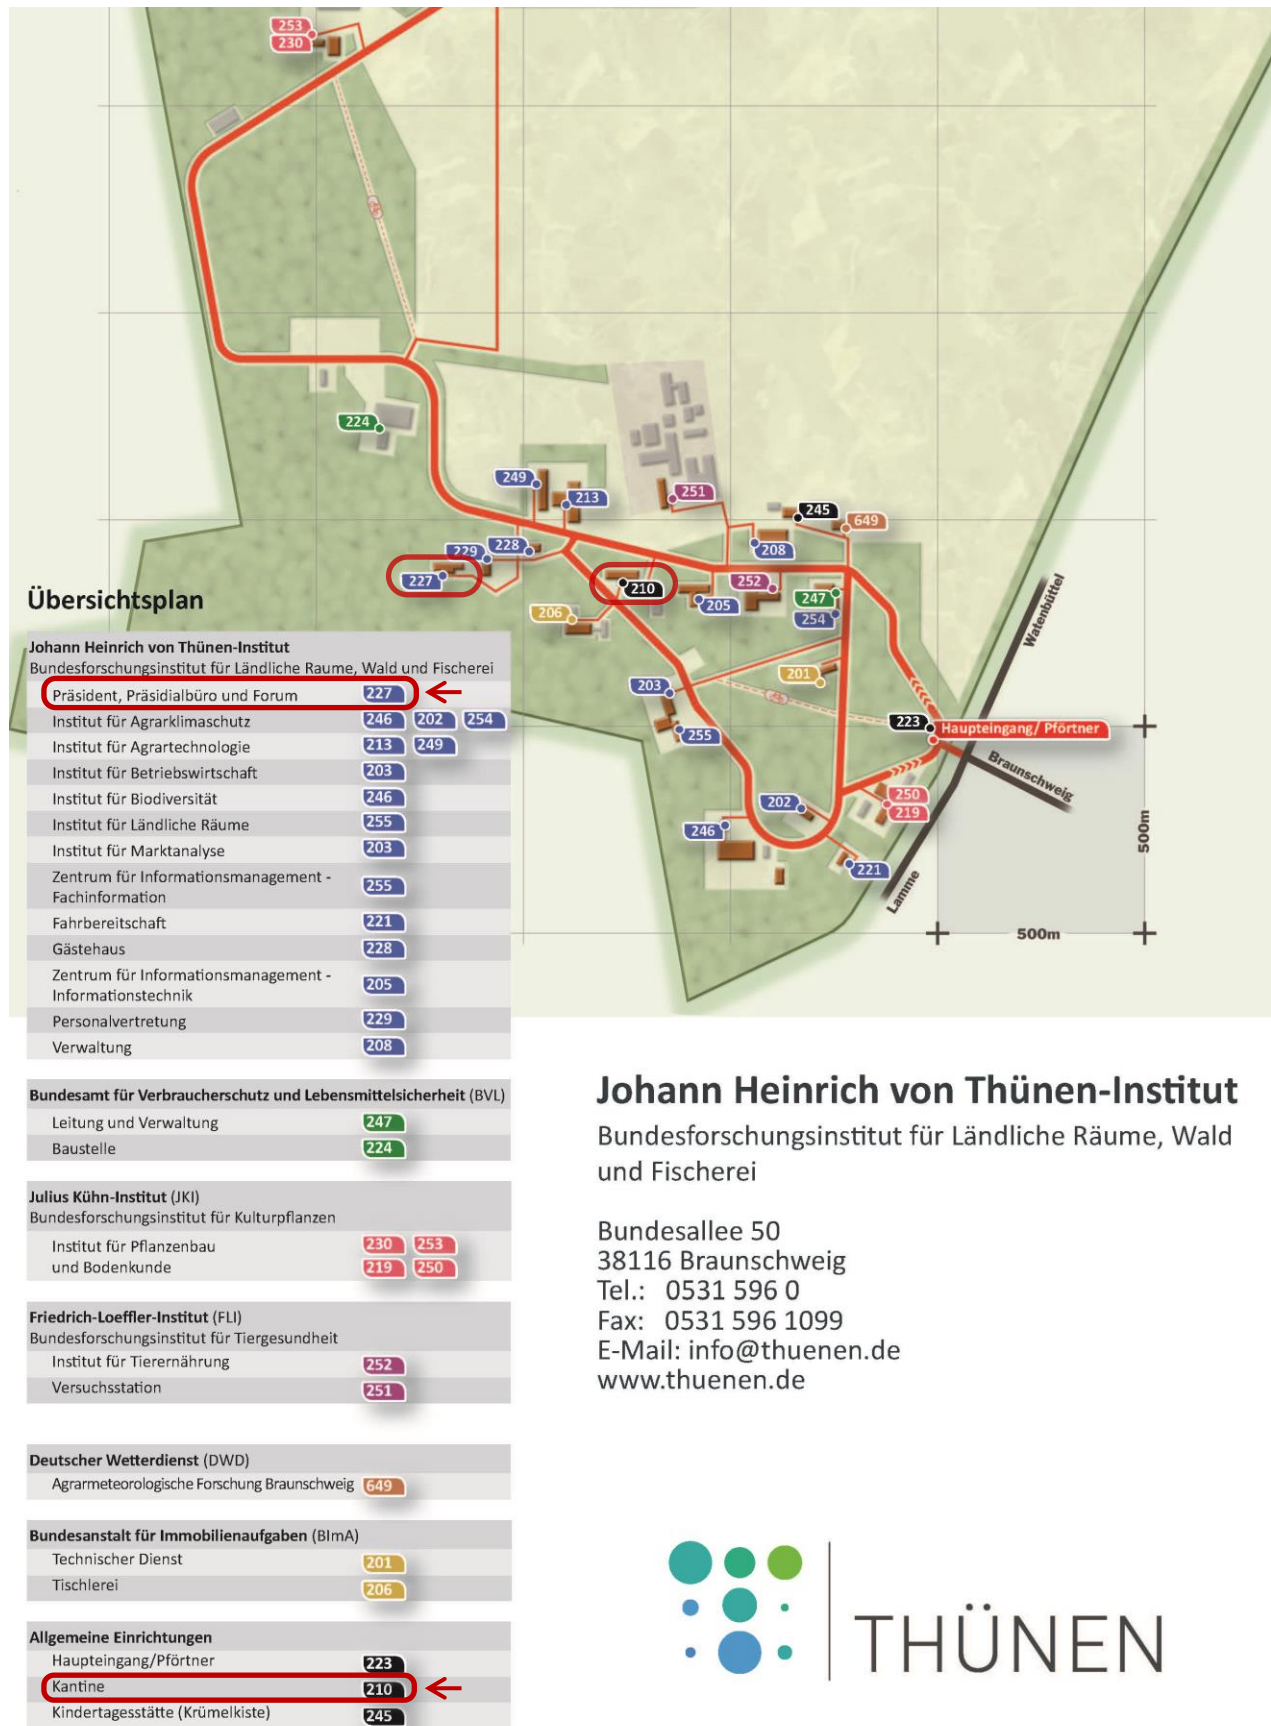 253
230
224
249
213
251
245
649
229
228
208
227
210
252
247
205
254
206
201
203
223
Haupteingang/ Pförtner
255
Watenbüttel
Braunschweig
250
202
219
246
221
Lamme
500m
500m
Übersichtsplan
Johann Heinrich von Thünen-Institut
Bundesforschungsinstitut für Ländliche Raume, Wald und Fischerei
Präsident, Präsidialbüro und Forum 227
Institut für Agrarklimaschutz 246 202 254
Institut für Agrartechnologie 213 249
Institut für Betriebswirtschaft 203
Institut für Biodiversität 246
Institut für Ländliche Räume 255
Institut für Marktanalyse 203
Zentrum für Informationsmanagement -
Fachinformation 255
Fahrbereitschaft 221
Gästehaus 228
Zentrum für Informationsmanagement -
Informationstechnik 205
Personalvertretung 229
Verwaltung 208
Bundesamt für Verbraucherschutz und Lebensmittelsicherheit (BVL)
Leitung und Verwaltung 247
Baustelle 224
Julius Kühn-Institut (JKI)
Bundesforschungsinstitut für Kulturpflanzen
Institut für Pflanzenbau 230 253
und Bodenkunde 219 250
Friedrich-Loeffler-Institut (FLI)
Bundesforschungsinstitut für Tiergesundheit
Institut für Tierernährung 252
Versuchsstation 251
Deutscher Wetterdienst (DWD)
Agrarmeteorologische Forschung Braunschweig 649
Bundesanstalt für Immobilienaufgaben (BImA)
Technischer Dienst 201
Tischlerei 206
Allgemeine Einrichtungen
Haupteingang/Pförtner 223
Kantine 210
Kindertagesstätte (Krümelkiste) 245
Johann Heinrich von Thünen-Institut
Bundesforschungsinstitut für Ländliche Räume, Wald
und Fischerei
Bundesallee 50
38116 Braunschweig
Tel.: 0531 596 0
Fax: 0531 596 1099
E-Mail: info@thuenen.de
www.thuenen.de
THÜNEN